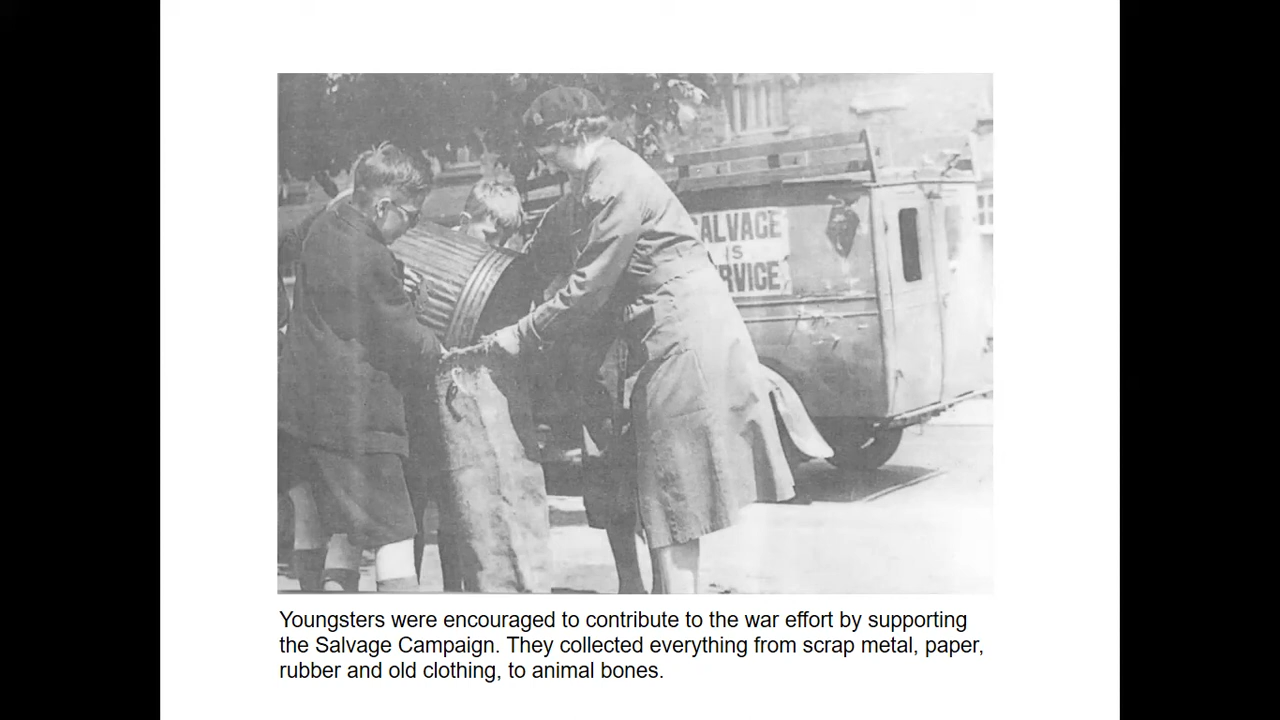 ALVAGE
IS
RVICE
Youngsters were encouraged to contribute to the war effort by supporting
the Salvage Campaign. They collected everything from scrap metal, paper,
rubber and old clothing, to animal bones.